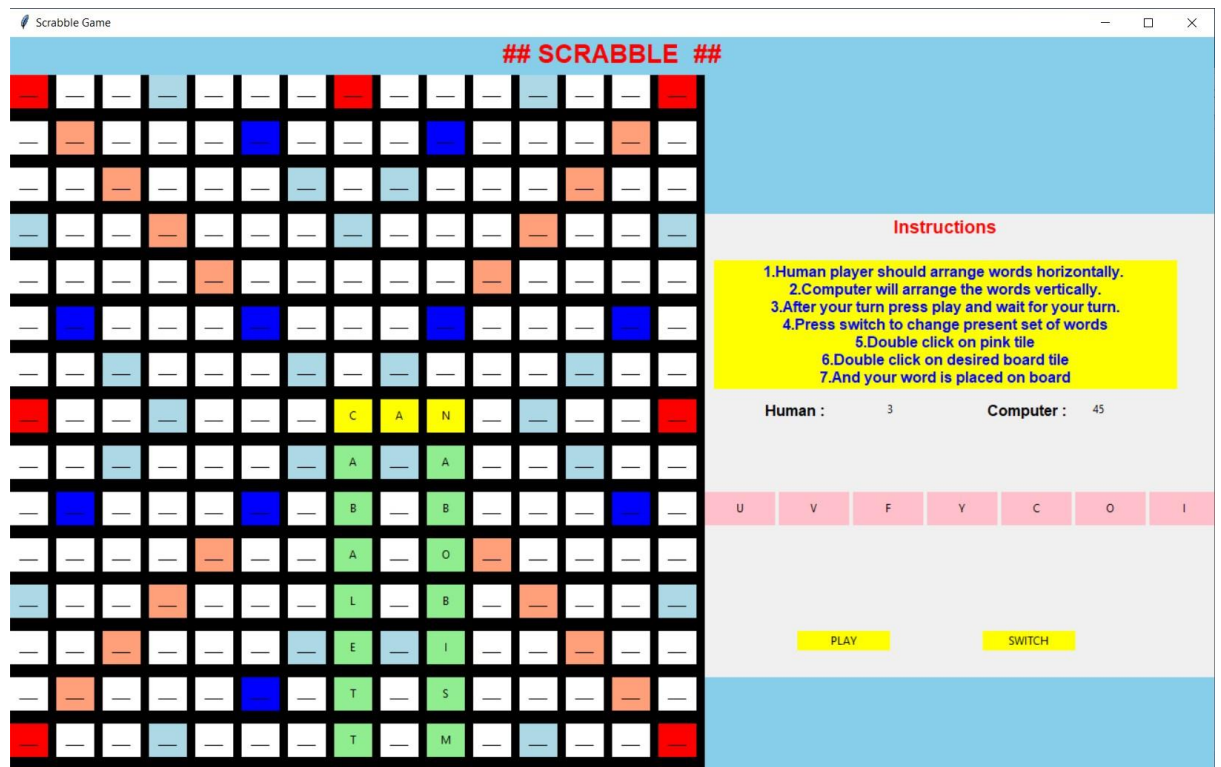 Scrabble Game
## SCRABBLE ##
Instructions
1.Human player should arrange words horizontally.
2.Computer will arrange the words vertically.
3.After your turn press play and wait for your turn.
4.Press switch to change present set of words
5.Double click on pink tile
6.Double click on desired board tile
7.And your word is placed on board
Human : 3 Computer : 45
C A N
A A
B B
U V F Y C O I
A O
L B
E I
PLAY SWITCH
T S
T M